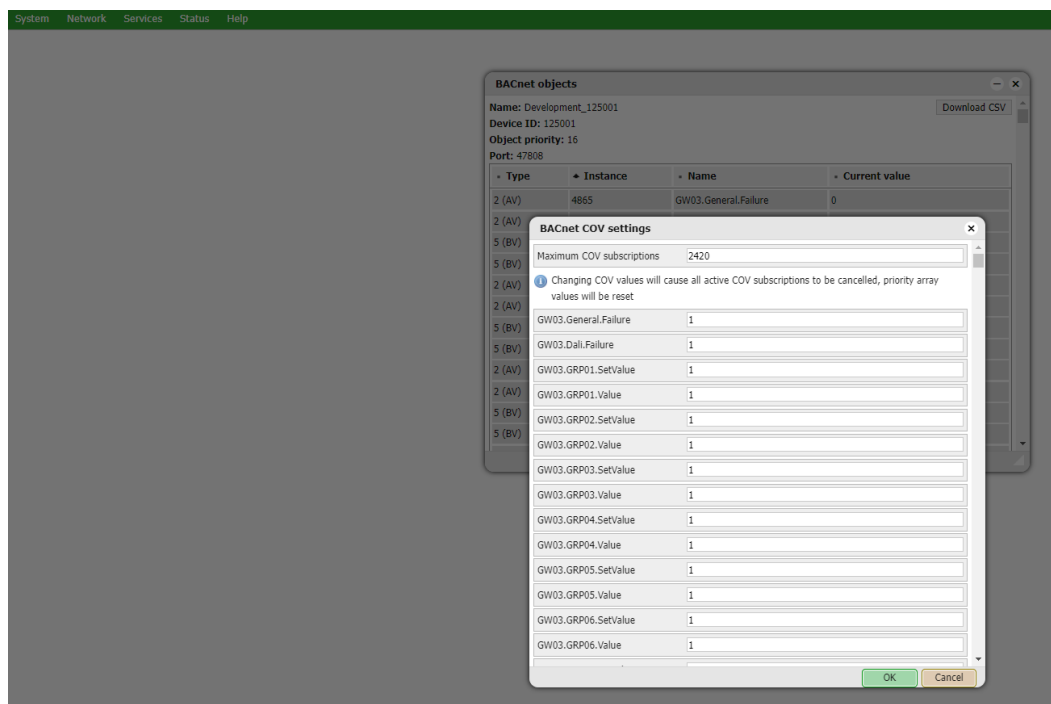 System Network Services Status Help
BACnet objects
Name: Development_125001 Download CSV
Device ID: 125001
Object priority: 16
Port: 47808
Type Instance Name Current value
2 (AV) 4865 GW03.General.Failure 0
2 (AV)
5 (BV)
5 (BV)
2 (AV)
2 (AV)
5 (BV)
5 (BV)
2 (AV)
2 (AV)
5 (BV)
5 (BV)
BACnet COV settings
Maximum COV subscriptions 2420
Changing COV values will cause all active COV subscriptions to be cancelled, priority array
values will be reset
GW03.General.Failure 1
GW03.Dali.Failure 1
GW03.GRP01.SetValue 1
GW03.GRP01.Value 1
GW03.GRP02.SetValue 1
GW03.GRP02.Value 1
GW03.GRP03.SetValue 1
GW03.GRP03.Value 1
GW03.GRP04.SetValue 1
GW03.GRP04.Value 1
GW03.GRP05.SetValue 1
GW03.GRP05.Value 1
GW03.GRP06.SetValue 1
GW03.GRP06.Value 1
OK Cancel